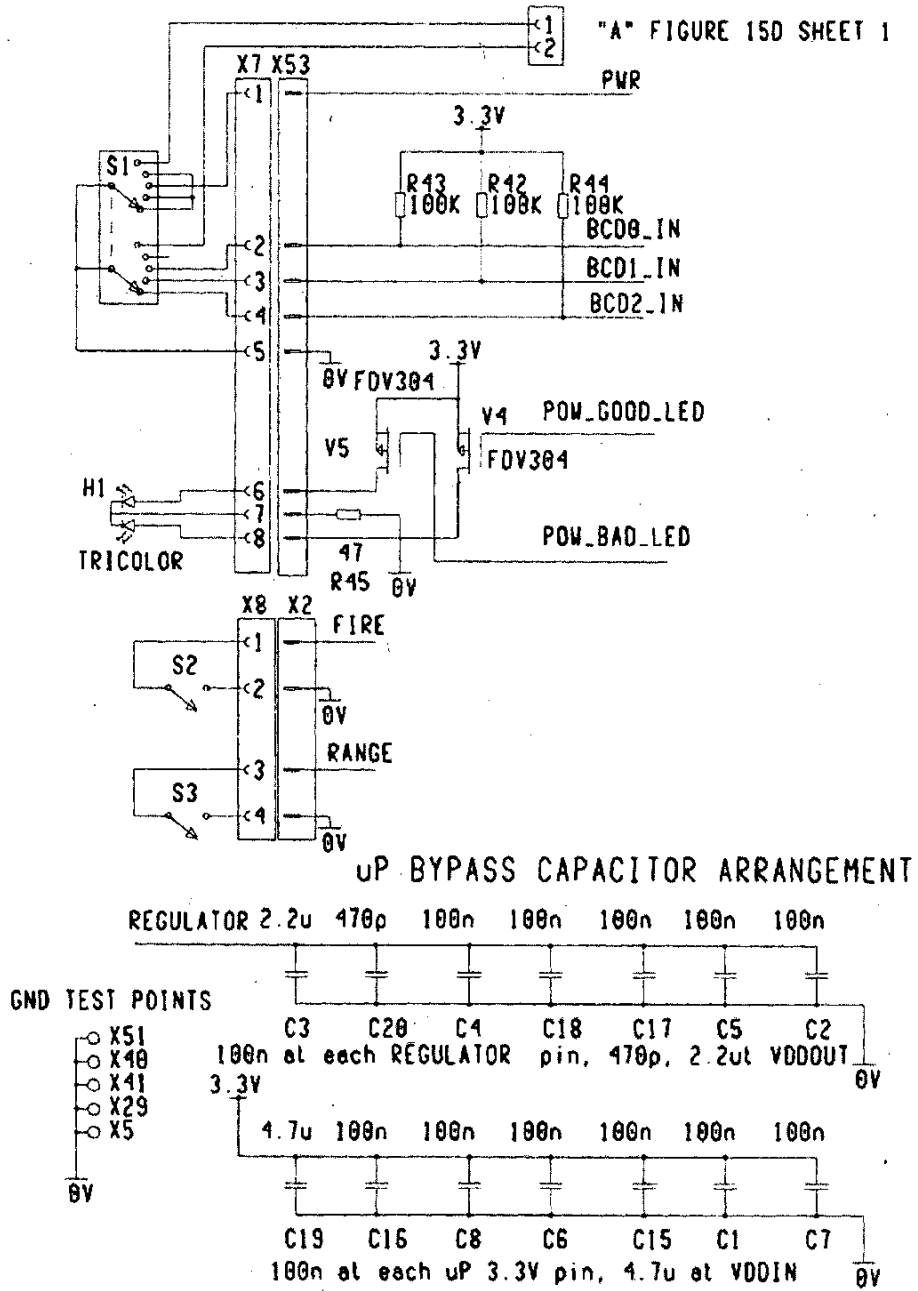 1
2
"A" FIGURE 15D SHEET 1
X7 X53
1
PWR
3.3V
S1
R43
100K
R42
100K
R44
100K
2
BCD0_IN
3
BCD1_IN
4
BCD2_IN
5
0V
3.3V
FDV304
V5
V4
POW_GOOD_LED
FDV304
H1
6
7
8
TRICOLOR
47
R45
0V
POW_BAD_LED
X8 X2
1
FIRE
S2
2
0V
3
RANGE
S3
4
0V
uP BYPASS CAPACITOR ARRANGEMENT
REGULATOR 2.2u 470p 100n 100n 100n 100n 100n
C3 C20 C4 C18 C17 C5 C2
100n at each REGULATOR pin, 470p, 2.2ut VDDOUT
0V
GND TEST POINTS
X51
X40
X41
X29
X5
0V
3.3V
4.7u 100n 100n 100n 100n 100n 100n
C19 C16 C8 C6 C15 C1 C7
100n at each uP 3.3V pin, 4.7u at VDDIN
0V